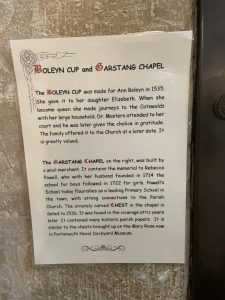 BOLEYN CUP and GARSTANG CHAPEL
The BOLEYN CUP was made for Ann Boleyn in 1535.
She gave it to her daughter Elizabeth. When she
became queen she made journeys to the Cotswolds
with her large household. Dr. Masters attended to her
court and he was later given the chalice in gratitude.
The family offered it to the Church at a later date. It
is greatly valued.
The GARSTANG CHAPEL on the right, was built by
a wool merchant. It contains the memorial to Rebecca
Powell, who with her husband founded in 1714 the
school for boys followed in 1722 for girls. Powell's
School today flourishes as a leading Primary School in
the town, with strong connections to the Parish
Church. The ornately carved CHEST in the chapel is
dated to 1536. It was found in the vicarage attic years
later. It contained many historic parish papers. It is
similar to the chests brought up on the Mary Rose now
in Portsmouth Naval Dockyard Museum.